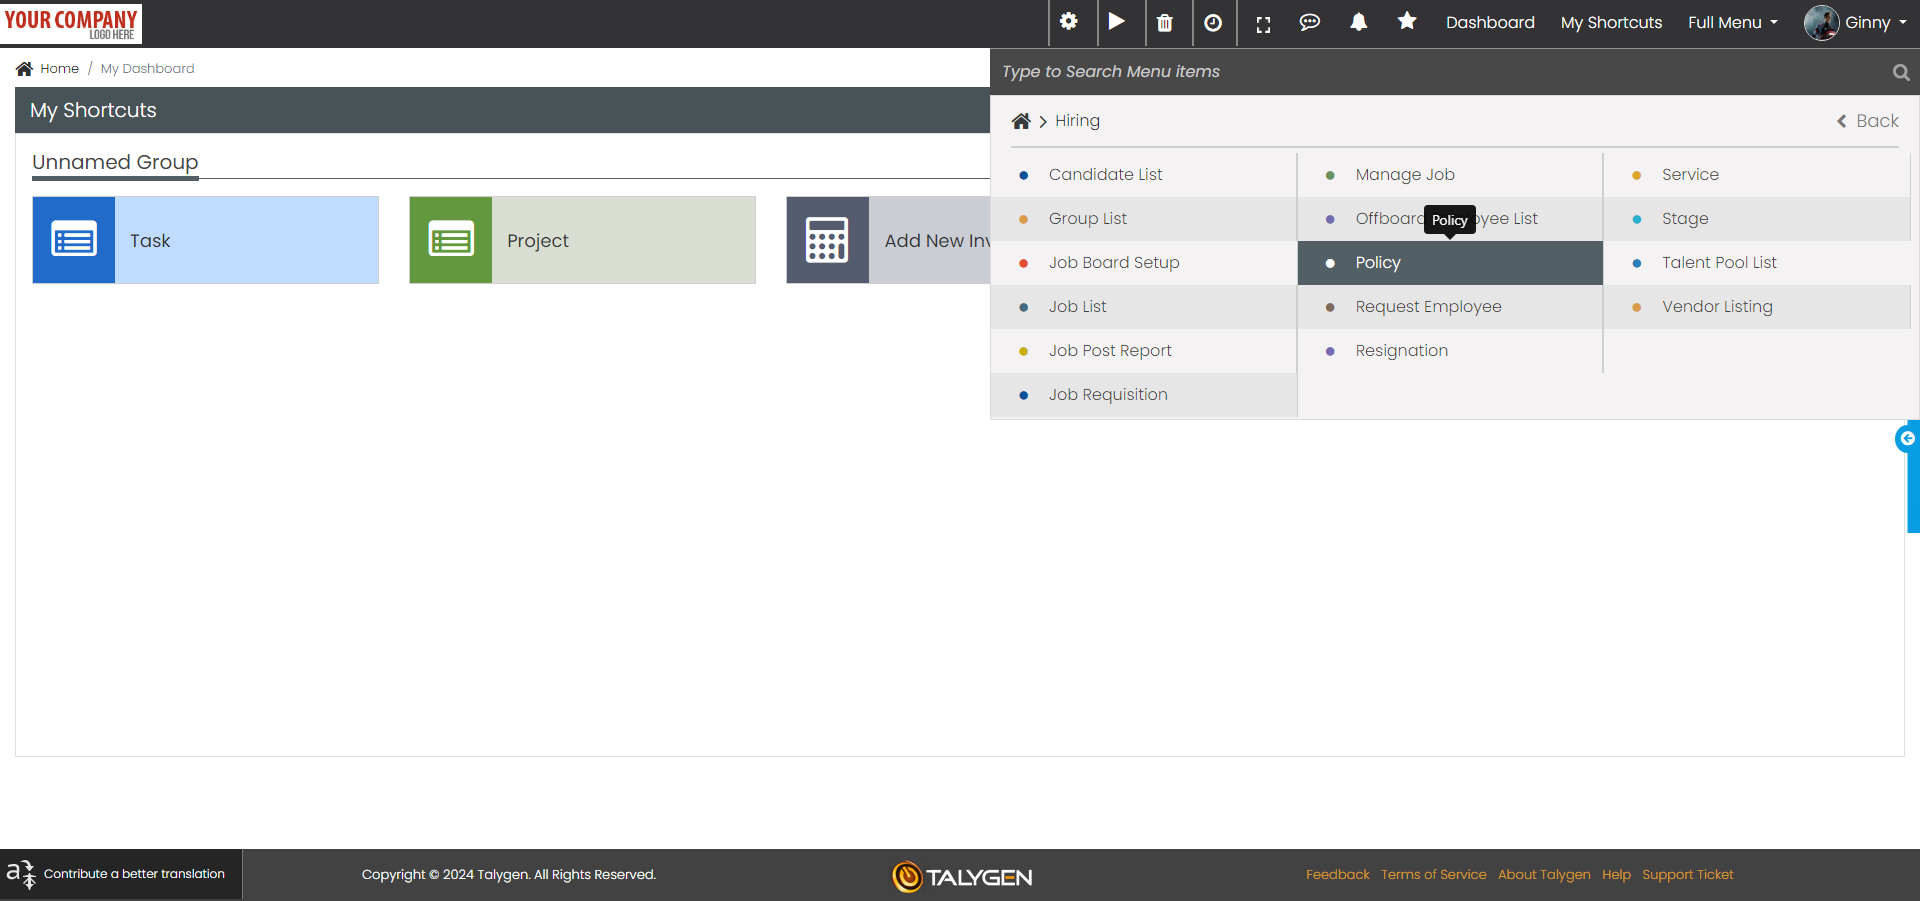 YOUR COMPANY
LOGO HERE
Dashboard
My Shortcuts
Full Menu
Ginny
Home / My Dashboard
Type to Search Menu items
My Shortcuts
Hiring
Back
Unnamed Group
Task
Project
Add New Inv
Candidate List
Group List
Job Board Setup
Job List
Job Post Report
Job Requisition
Manage Job
Offboard
yee List
Policy
Policy
Request Employee
Resignation
Service
Stage
Talent Pool List
Vendor Listing
Contribute a better translation
Copyright © 2024 Talygen. All Rights Reserved.
TALYGEN
Feedback Terms of Service About Talygen Help Support Ticket